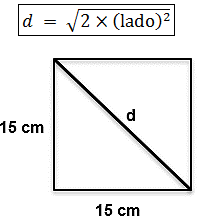 d = √2 × (lado)²
d
15 cm
15 cm